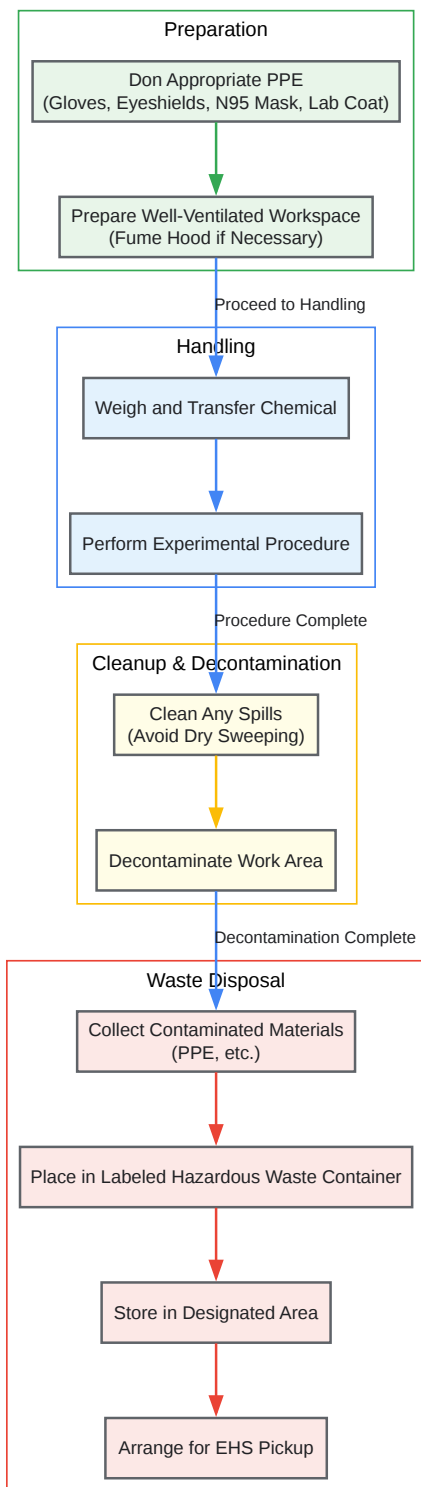 Preparation
Don Appropriate PPE
(Gloves, Eyeshields, N95 Mask, Lab Coat)
Prepare Well-Ventilated Workspace
(Fume Hood if Necessary)
Proceed to Handling
Handling
Weigh and Transfer Chemical
Perform Experimental Procedure
Procedure Complete
Cleanup & Decontamination
Clean Any Spills
(Avoid Dry Sweeping)
Decontaminate Work Area
Decontamination Complete
Waste Disposal
Collect Contaminated Materials
(PPE, etc.)
Place in Labeled Hazardous Waste Container
Store in Designated Area
Arrange for EHS Pickup